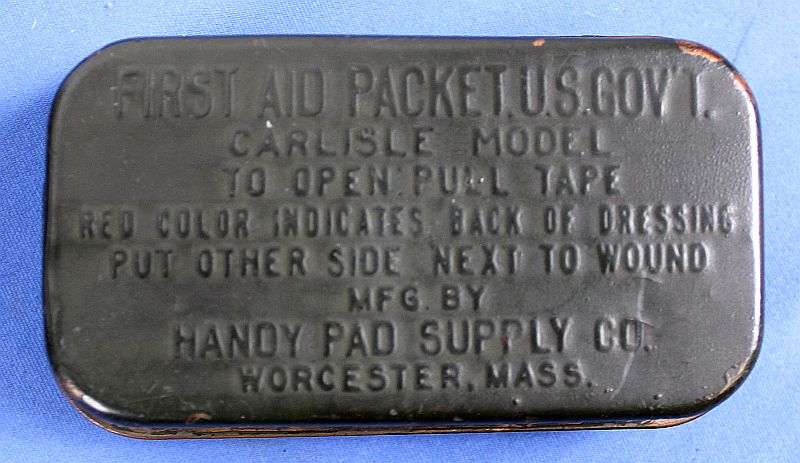 FIRST AID PACKET, U.S. GOV'T.
CARLISLE MODEL
TO OPEN PULL TAPE
RED COLOR INDICATES BACK OF DRESSING
PUT OTHER SIDE NEXT TO WOUND
MFG. BY
HANDY PAD SUPPLY CO.
WORCESTER, MASS.